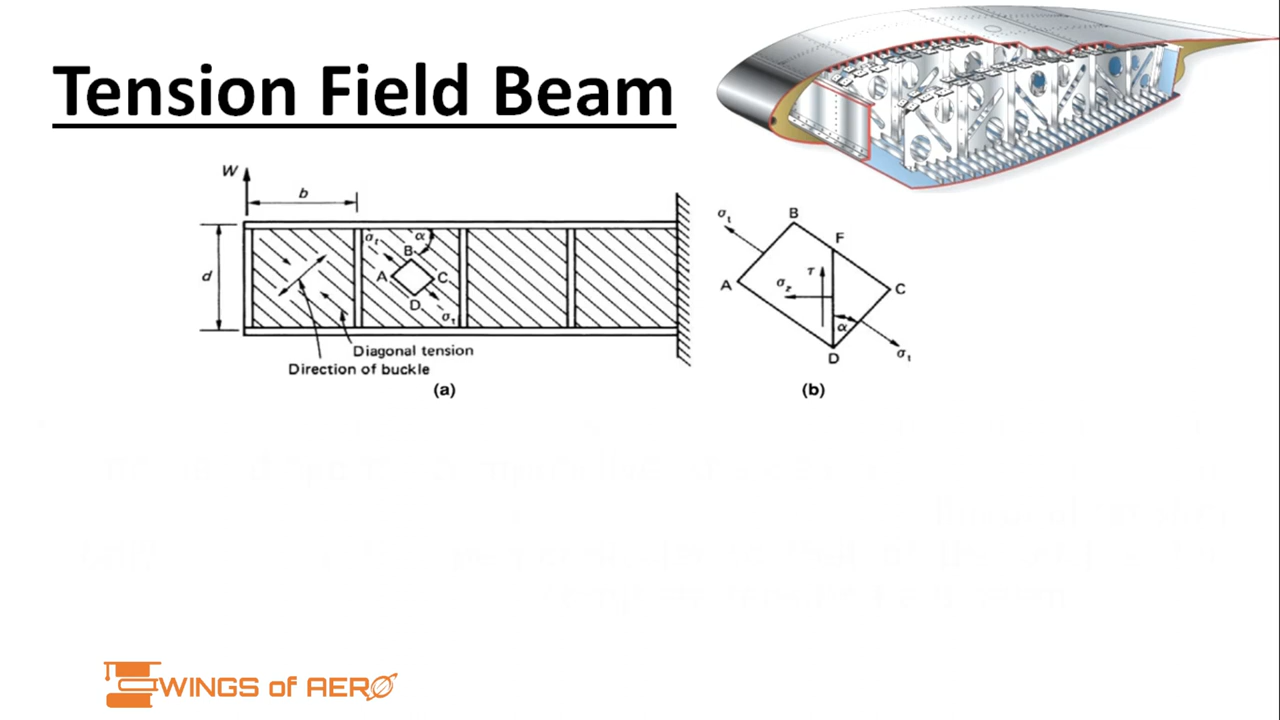 Tension Field Beam
W
b
d
σt
α
B
A
C
D
σt
Diagonal tension
Direction of buckle
(a)
σt
B
F
τ
A
σz
C
α
D
σt
(b)
WINGS of AERO